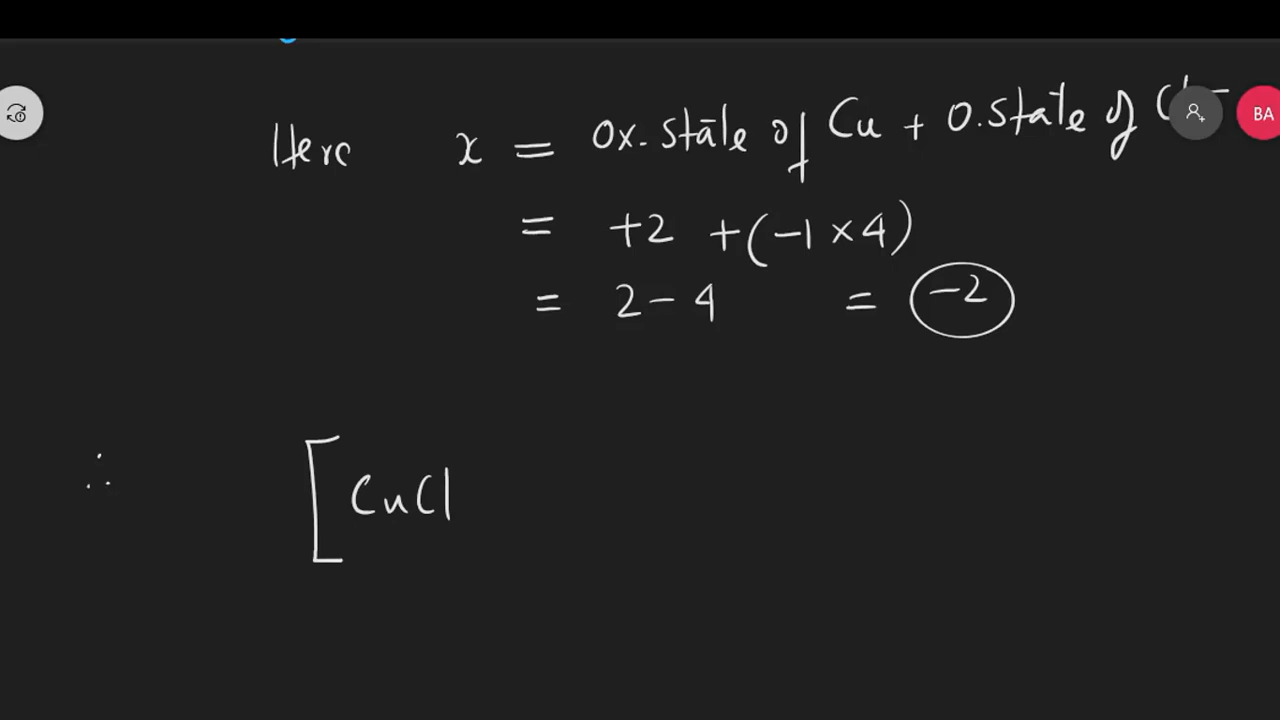 Here x = Ox. state of Cu + O.state of
= +2 +(-1 × 4)
= 2 - 4 = -2
∴ [CuCl
BA